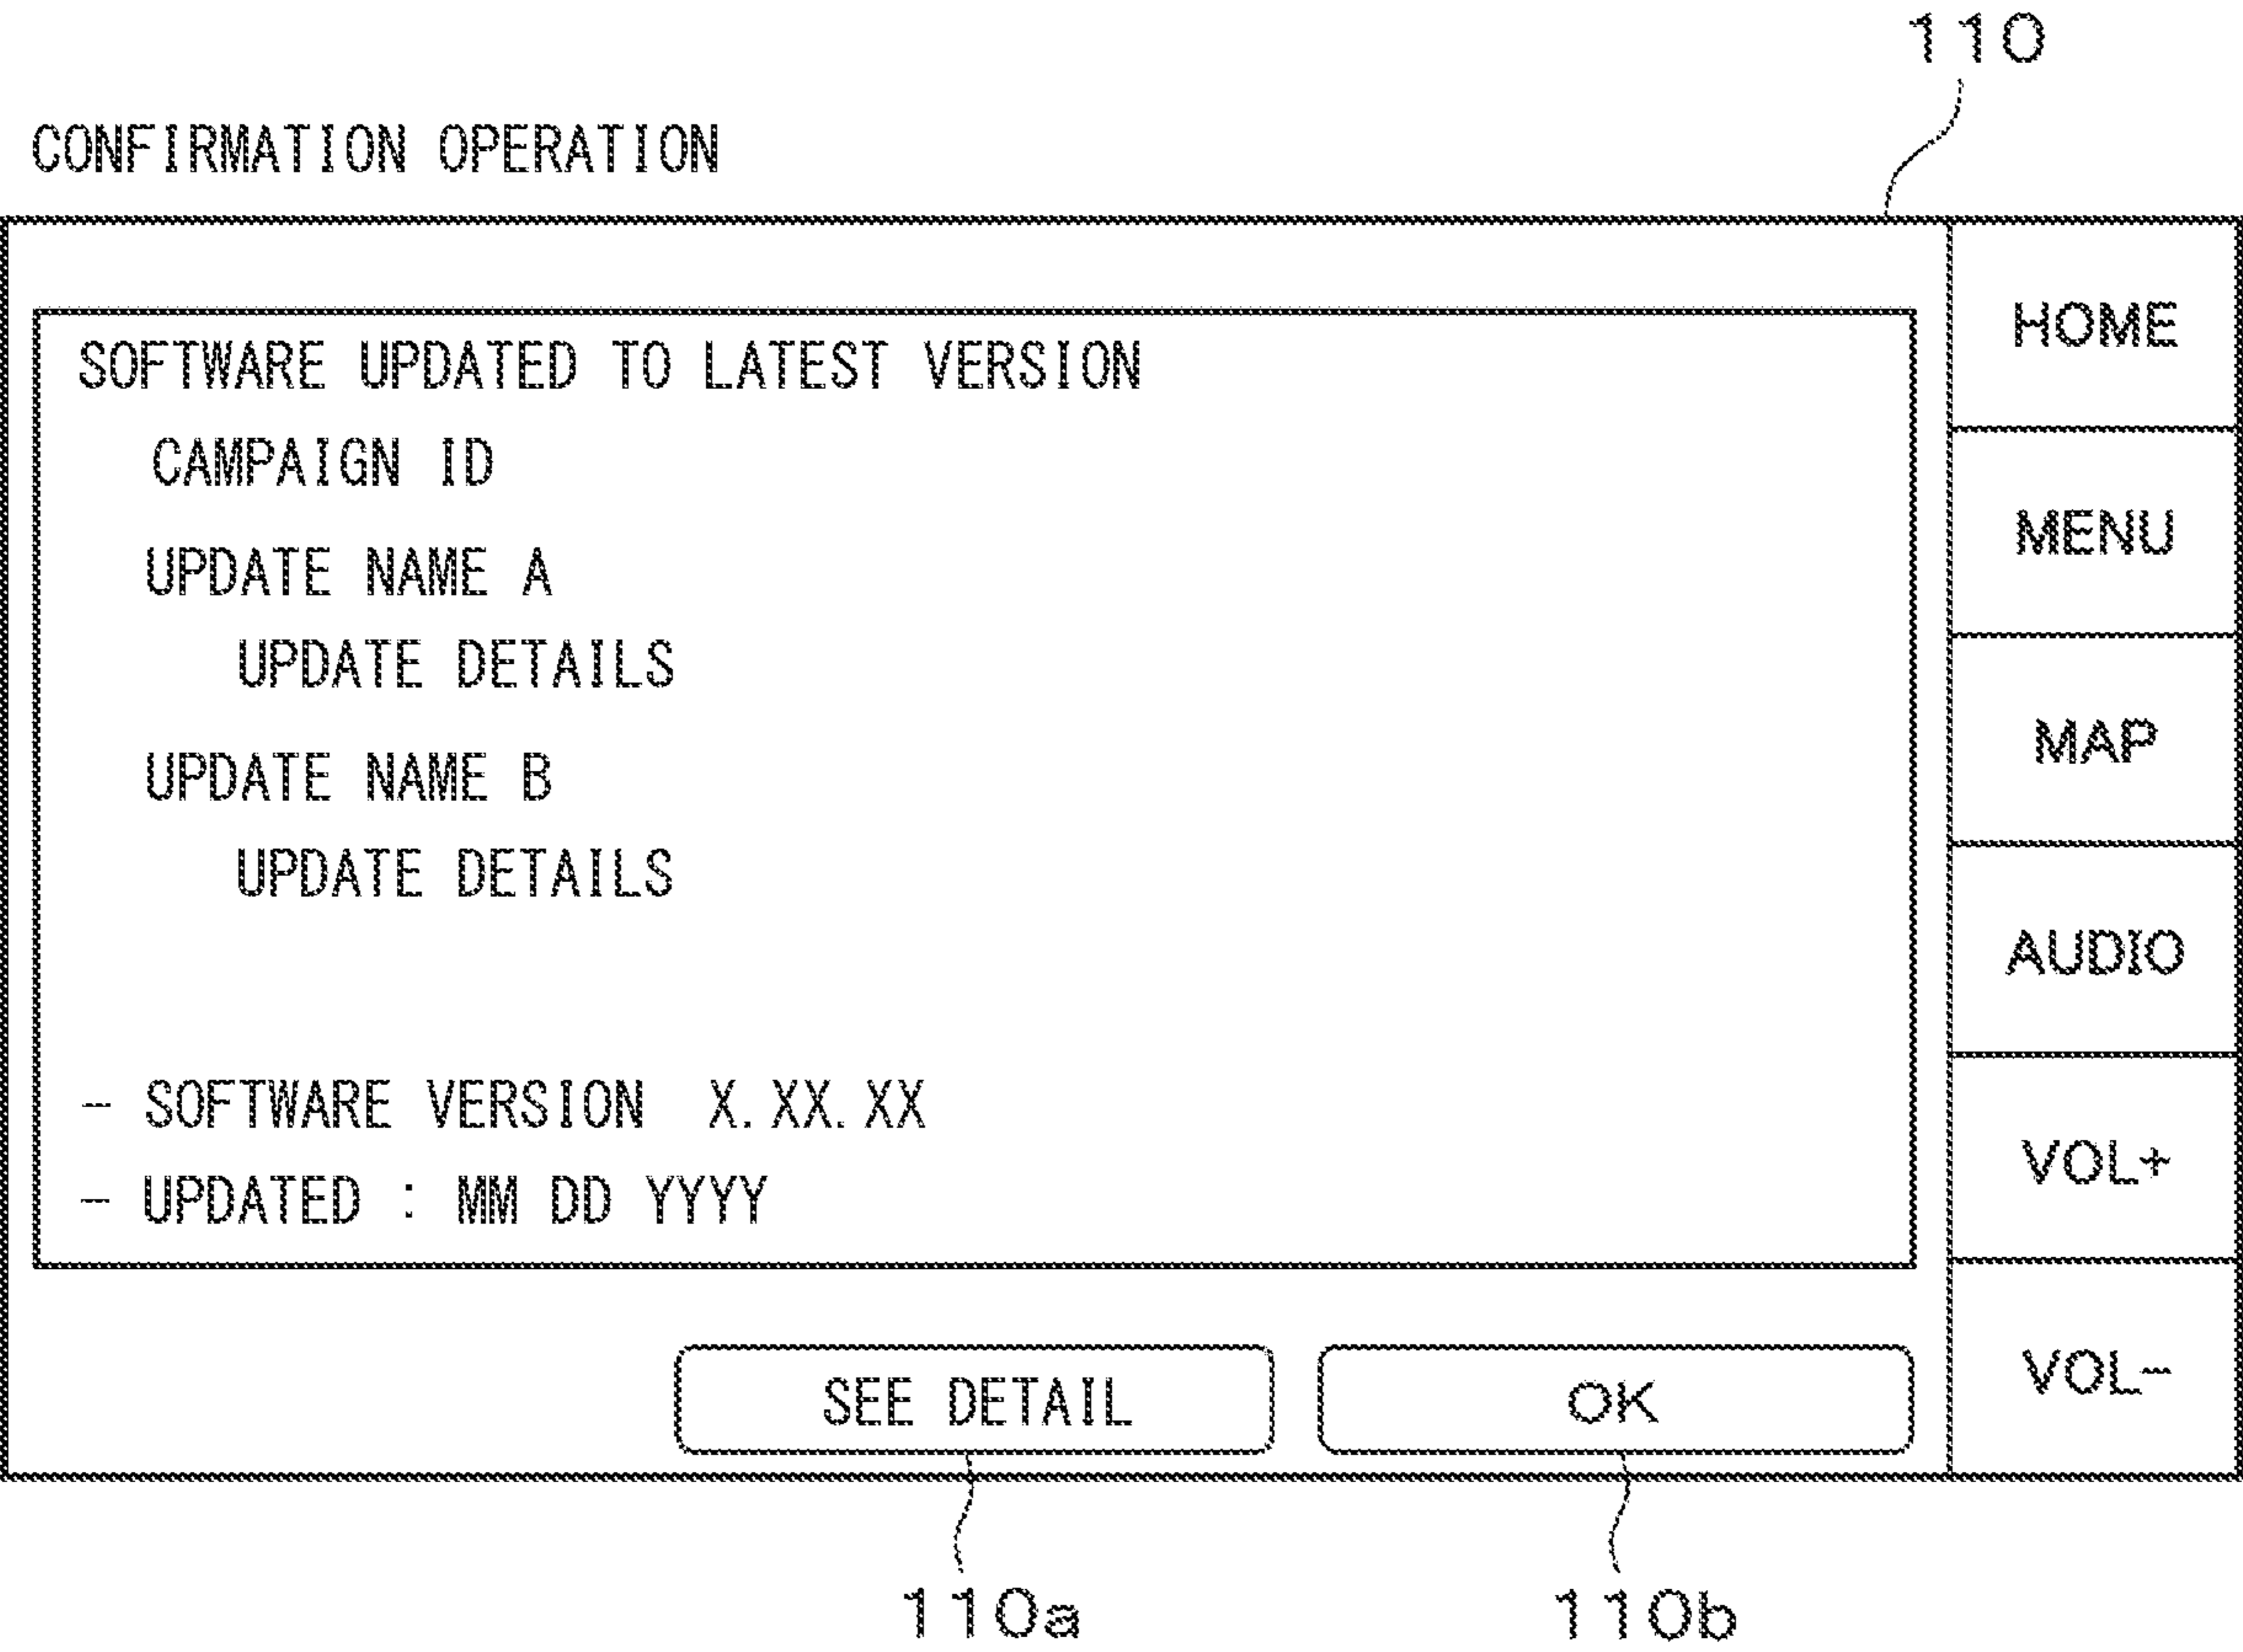 110
CONFIRMATION OPERATION
SOFTWARE UPDATED TO LATEST VERSION
CAMPAIGN ID
UPDATE NAME A
UPDATE DETAILS
UPDATE NAME B
UPDATE DETAILS
- SOFTWARE VERSION X.XX.XX
- UPDATED : MM DD YYYY
SEE DETAIL
OK
HOME
MENU
MAP
AUDIO
VOL+
VOL-
110a
110b